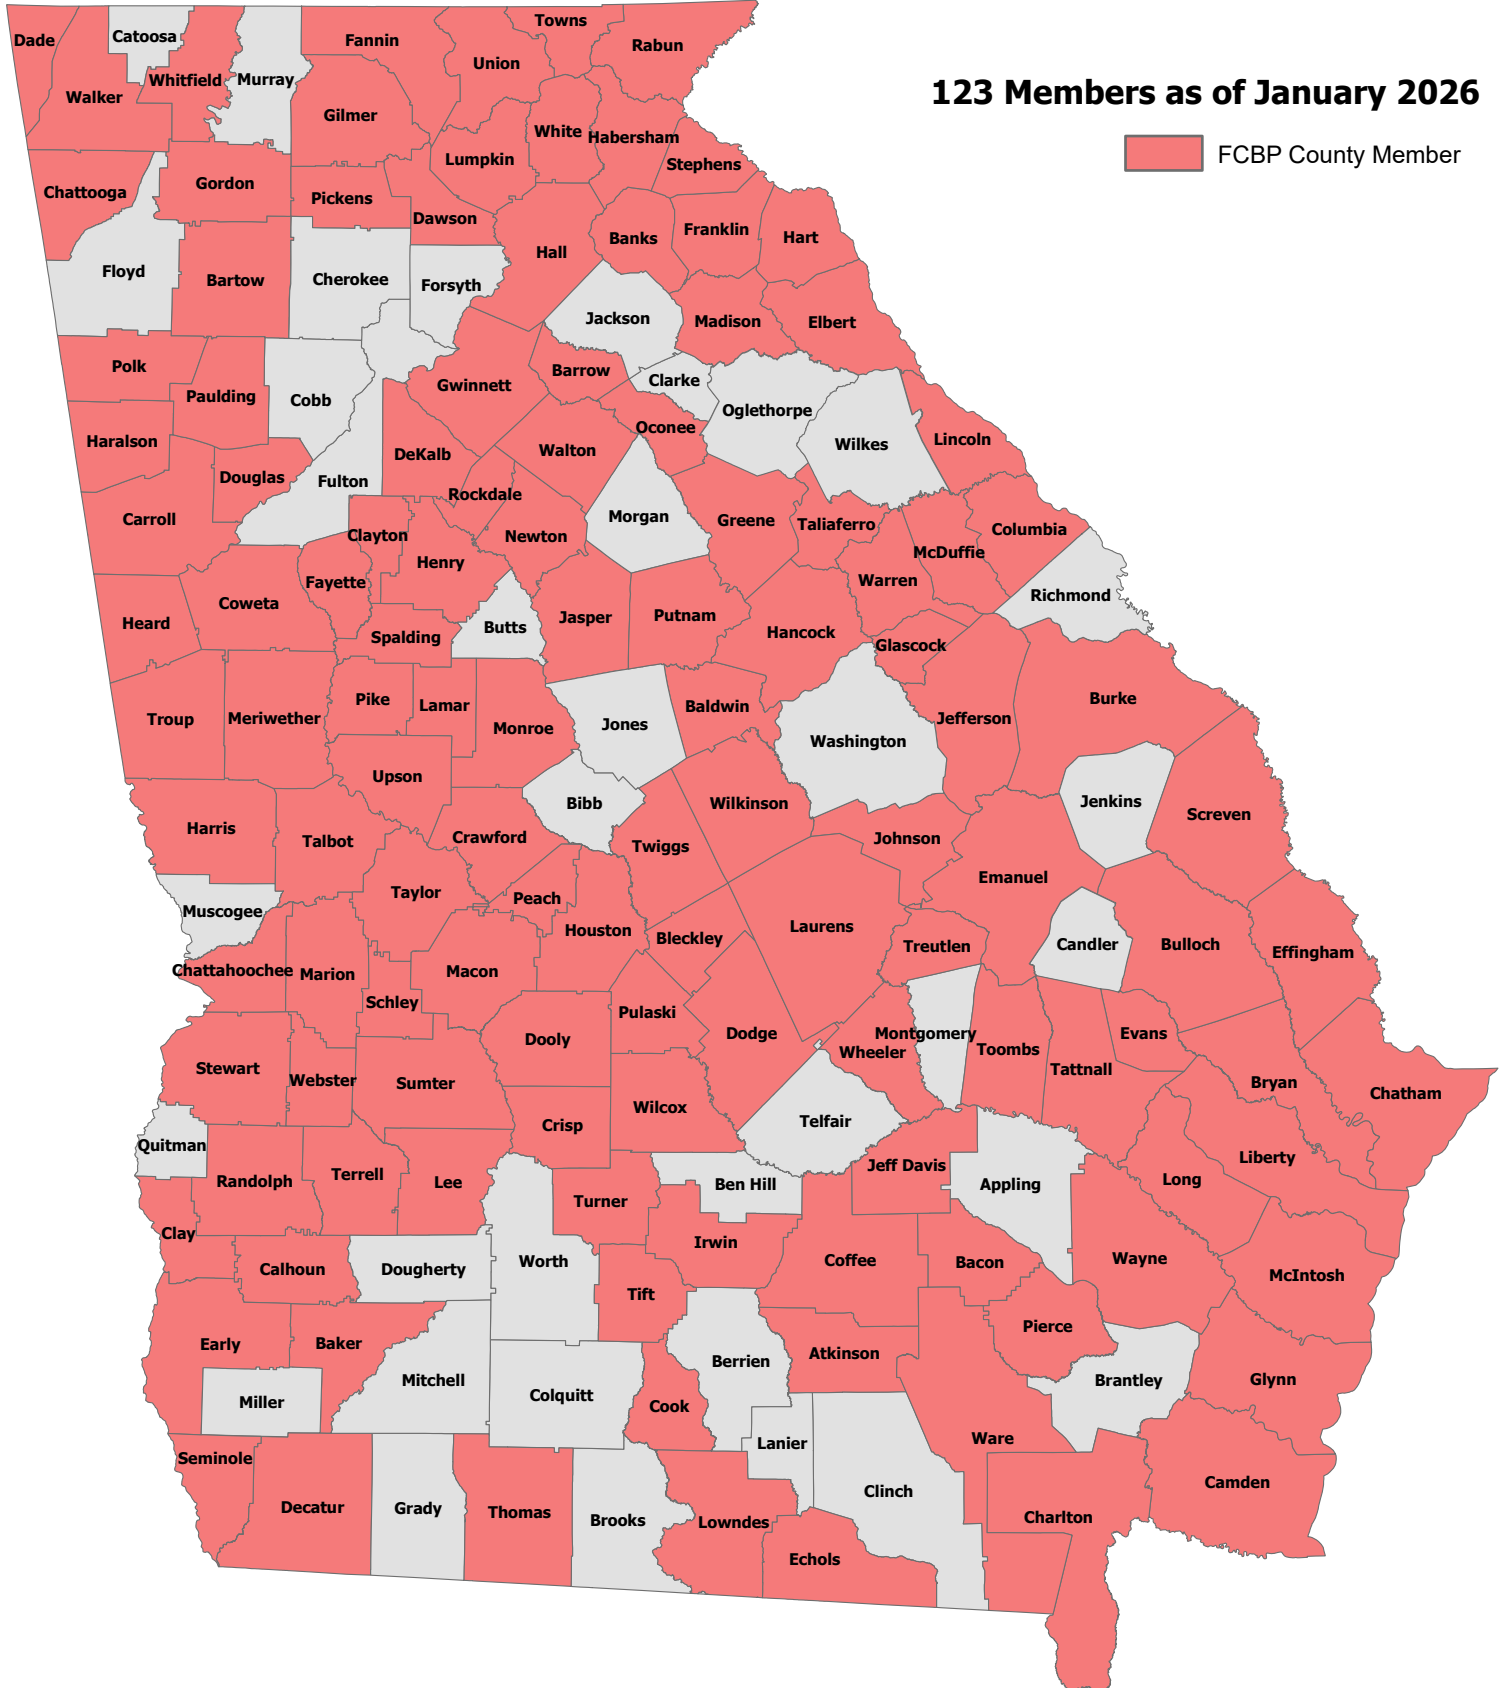 Dade
Catoosa
Fannin
Towns
Rabun
Union
Walker
Whitfield
Murray
Gilmer
White
Habersham
Lumpkin
Stephens
123 Members as of January 2026
FCBP County Member
Chattooga
Gordon
Pickens
Dawson
Hall
Banks
Franklin
Hart
Floyd
Bartow
Cherokee
Forsyth
Jackson
Madison
Elbert
Polk
Paulding
Cobb
Gwinnett
Barrow
Clarke
Oglethorpe
Wilkes
Lincoln
Haralson
Douglas
Fulton
DeKalb
Rockdale
Walton
Oconee
Morgan
Greene
Taliaferro
Columbia
Carroll
Clayton
Henry
Newton
McDuffie
Warren
Richmond
Heard
Coweta
Fayette
Spalding
Butts
Jasper
Putnam
Hancock
Glascock
Troup
Meriwether
Pike
Lamar
Monroe
Jones
Baldwin
Washington
Jefferson
Burke
Upson
Bibb
Wilkinson
Jenkins
Screven
Harris
Talbot
Crawford
Twiggs
Johnson
Emanuel
Muscogee
Taylor
Peach
Houston
Bleckley
Laurens
Treutlen
Candler
Bulloch
Effingham
Chattahoochee
Marion
Schley
Macon
Pulaski
Dooly
Dodge
Wheeler
Montgomery
Toombs
Tattnall
Evans
Bryan
Chatham
Stewart
Webster
Sumter
Crisp
Wilcox
Telfair
Quitman
Randolph
Terrell
Lee
Turner
Ben Hill
Jeff Davis
Appling
Long
Liberty
Clay
Calhoun
Dougherty
Worth
Tift
Irwin
Coffee
Bacon
Wayne
McIntosh
Early
Baker
Miller
Mitchell
Colquitt
Cook
Berrien
Atkinson
Pierce
Brantley
Glynn
Seminole
Decatur
Grady
Thomas
Brooks
Lowndes
Lanier
Clinch
Echols
Ware
Charlton
Camden